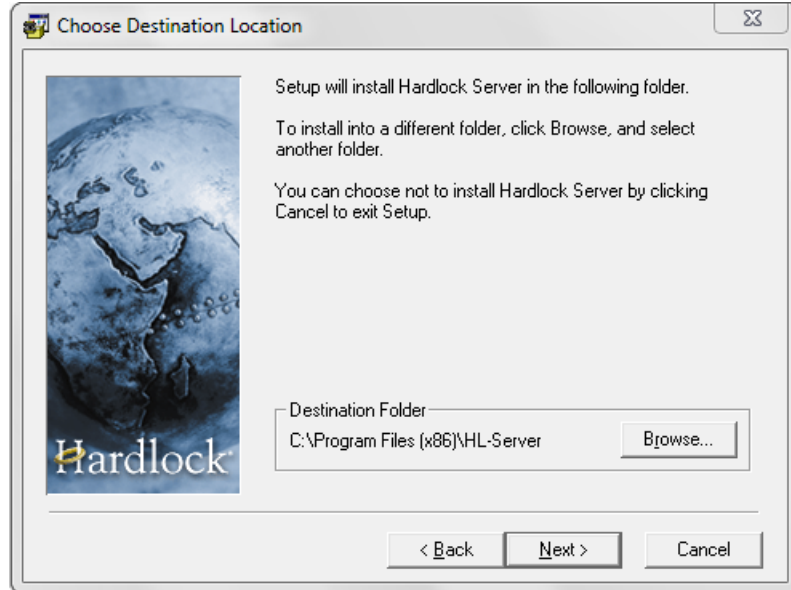 Choose Destination Location
Setup will install Hardlock Server in the following folder.
To install into a different folder, click Browse, and select
another folder.
You can choose not to install Hardlock Server by clicking
Cancel to exit Setup.
Destination Folder
C:\Program Files (x86)\HL-Server
Browse...
Hardlock
< Back
Next >
Cancel